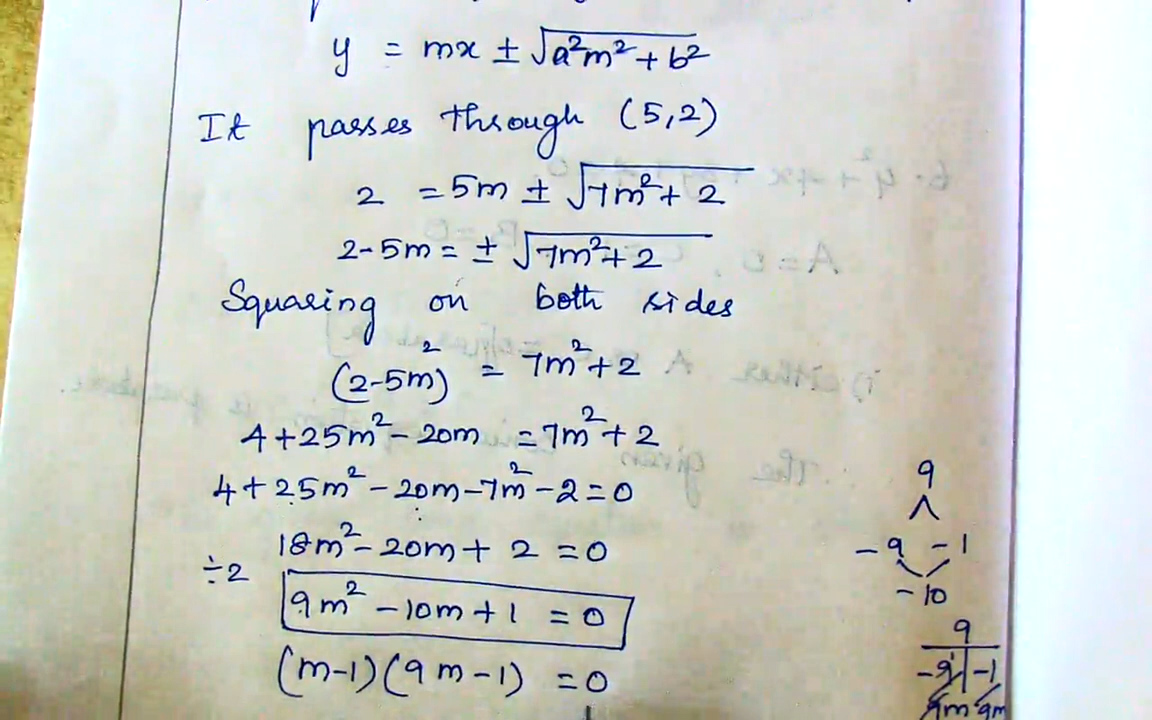 y = mx ± √a²m² + b²
It passes through (5,2)
2 = 5m ± √7m² + 2
2-5m = ± √7m² + 2
Squaring on both sides
(2-5m)² = 7m² + 2
4 + 25m² - 20m = 7m² + 2
4 + 25m² - 20m - 7m² - 2 = 0
18m² - 20m + 2 = 0
÷2
9m² - 10m + 1 = 0
(m-1)(9m-1) = 0
9
-9 -1
-10
9
-9 | -1
9m 9m